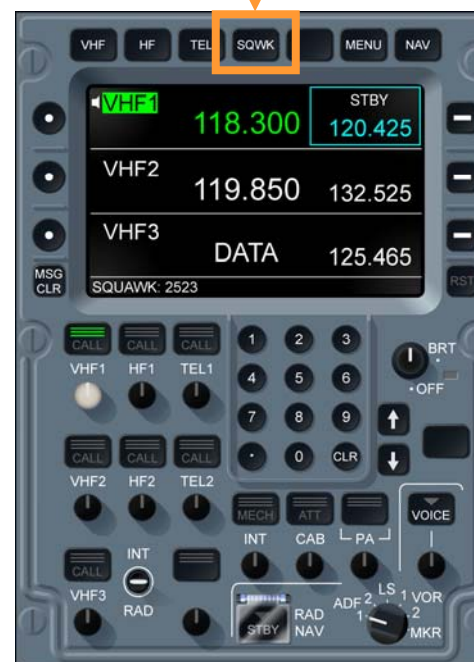 VHF HF TEL SQWK MENU NAV
VHF1 118.300 STBY 120.425
VHF2 119.850 132.525
VHF3 DATA 125.465
SQUAWK: 2523
MSG CLR
RST
CALL CALL CALL
VHF1 HF1 TEL1
1 2 3
4 5 6
7 8 9
· 0 CLR
BRT
OFF
CALL CALL CALL
VHF2 HF2 TEL2
MECH ATT VOICE
INT CAB PA
CALL INT
VHF3 RAD
STBY RAD NAV
ADF 1 2 LS 1 VOR 2 MKR